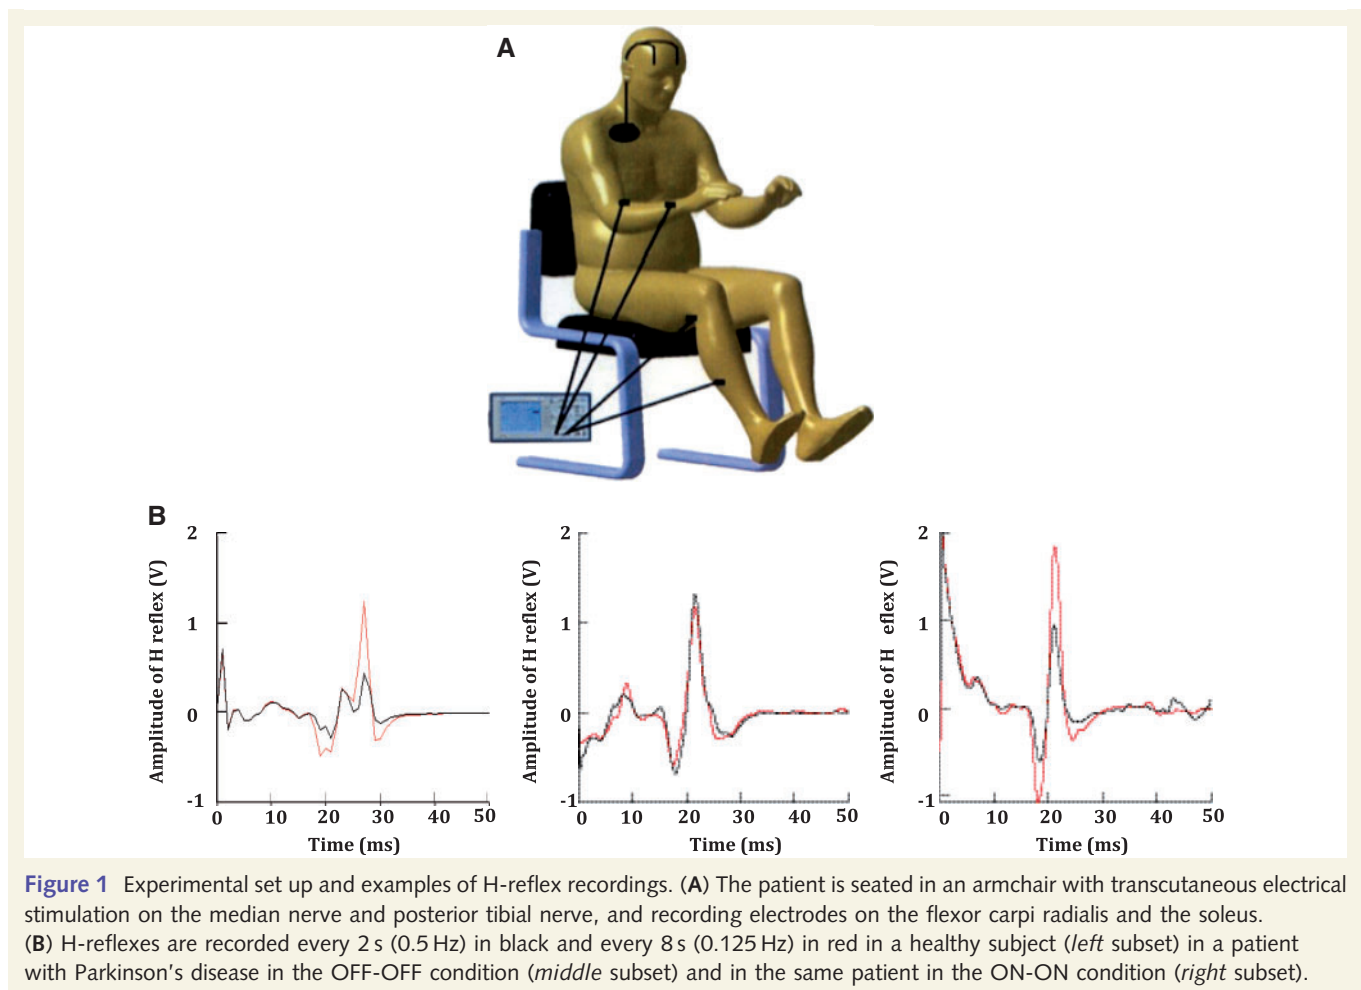 A
B
2
1
0
-1
Amplitude of H reflex (V)
0 10 20 30 40 50
Time (ms)
2
1
0
-1
Amplitude of H reflex (V)
0 10 20 30 40 50
Time (ms)
2
1
0
-1
Amplitude of H eflex (V)
0 10 20 30 40 50
Time (ms)
Figure 1 Experimental set up and examples of H-reflex recordings. (A) The patient is seated in an armchair with transcutaneous electrical
stimulation on the median nerve and posterior tibial nerve, and recording electrodes on the flexor carpi radialis and the soleus.
(B) H-reflexes are recorded every 2 s (0.5 Hz) in black and every 8 s (0.125 Hz) in red in a healthy subject (left subset) in a patient
with Parkinson's disease in the OFF-OFF condition (middle subset) and in the same patient in the ON-ON condition (right subset).